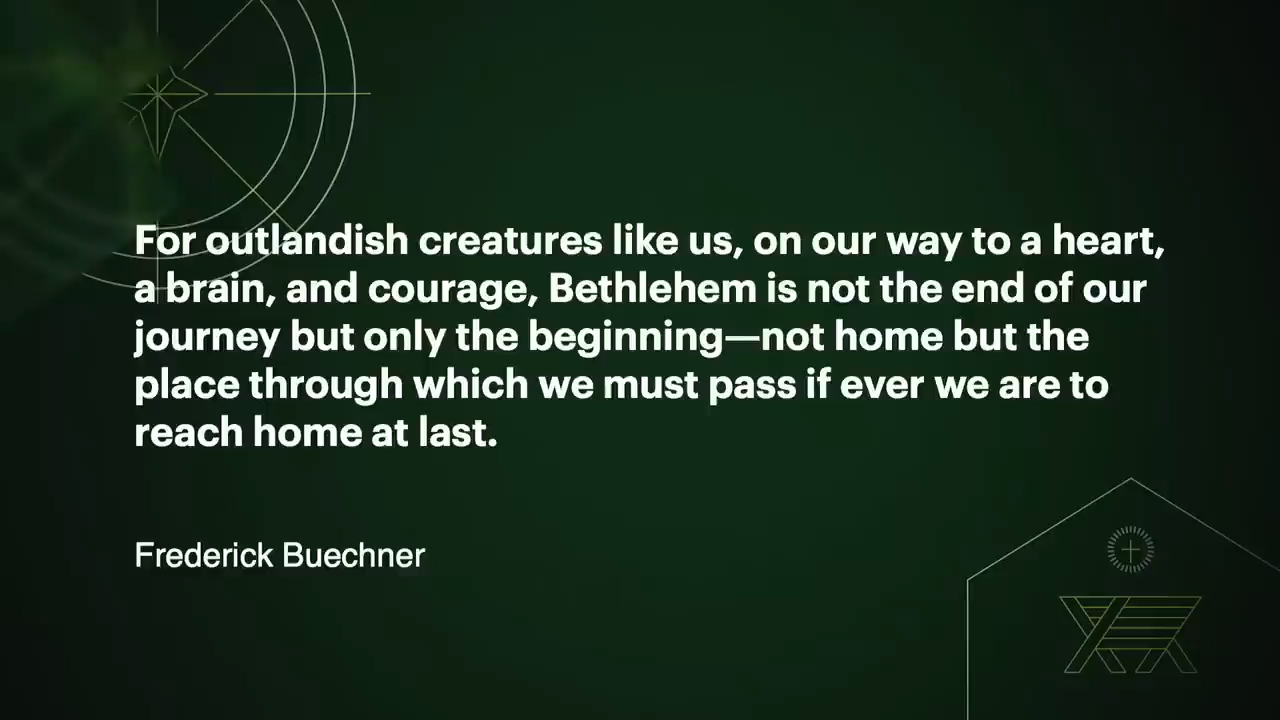 For outlandish creatures like us, on our way to a heart,
a brain, and courage, Bethlehem is not the end of our
journey but only the beginning—not home but the
place through which we must pass if ever we are to
reach home at last.
Frederick Buechner